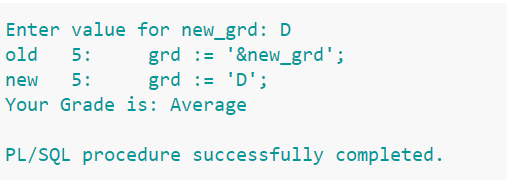 Enter value for new_grd: D
old   5:     grd := '&new_grd';
new   5:     grd := 'D';
Your Grade is: Average
PL/SQL procedure successfully completed.